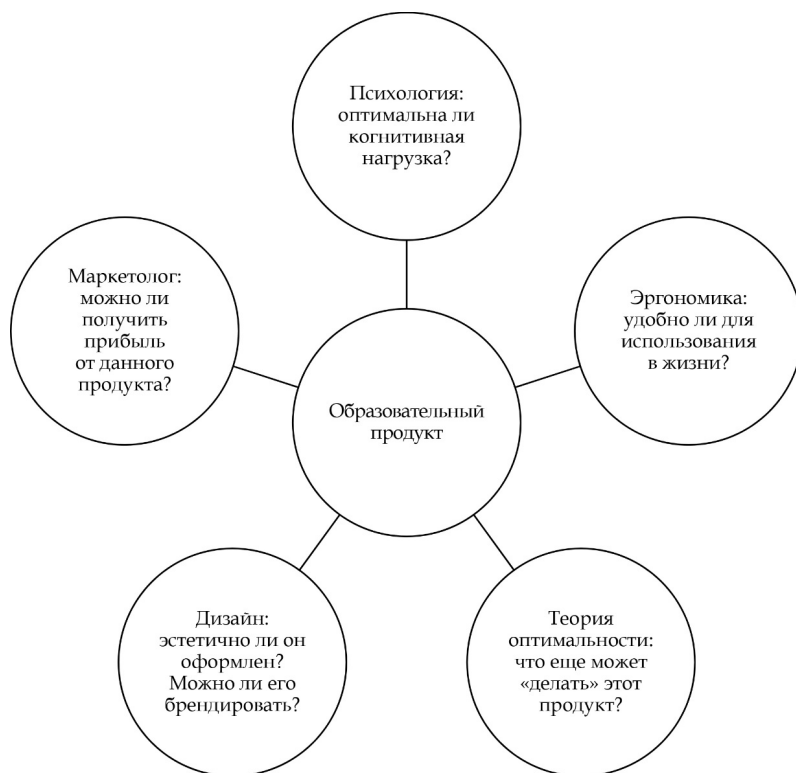 Психология:
оптимальна ли
когнитивная
нагрузка?
Маркетолог:
можно ли
получить
прибыль
от данного
продукта?
Эргономика:
удобно ли для
использования
в жизни?
Образовательный
продукт
Дизайн:
эстетично ли он
оформлен?
Можно ли его
брендировать?
Теория
оптимальности:
что еще может
«делать» этот
продукт?